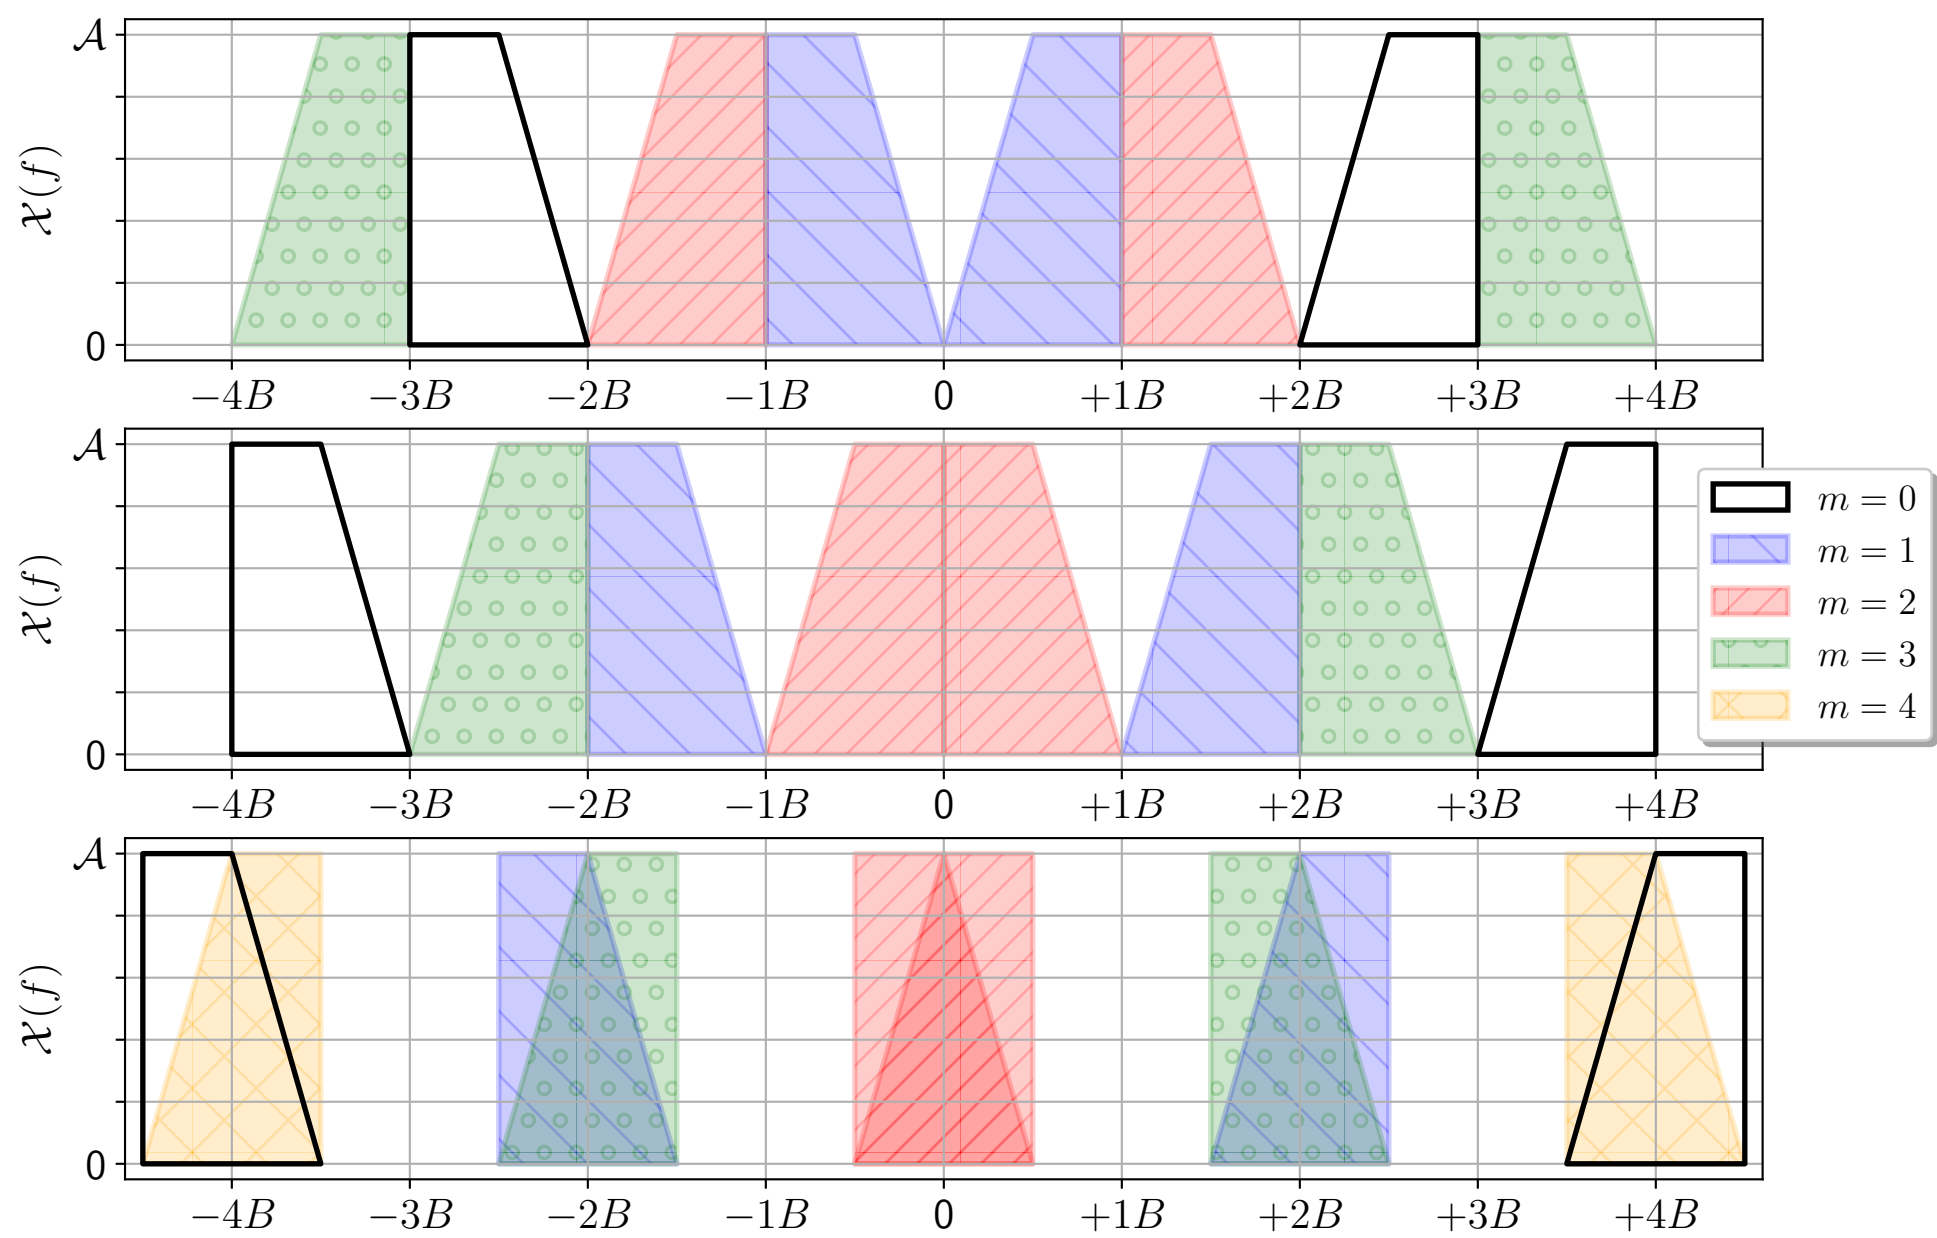 𝒜
0
𝒳(f)
−4B −3B −2B −1B 0 +1B +2B +3B +4B
𝒜
0
𝒳(f)
−4B −3B −2B −1B 0 +1B +2B +3B +4B
m = 0
m = 1
m = 2
m = 3
m = 4
𝒜
0
𝒳(f)
−4B −3B −2B −1B 0 +1B +2B +3B +4B